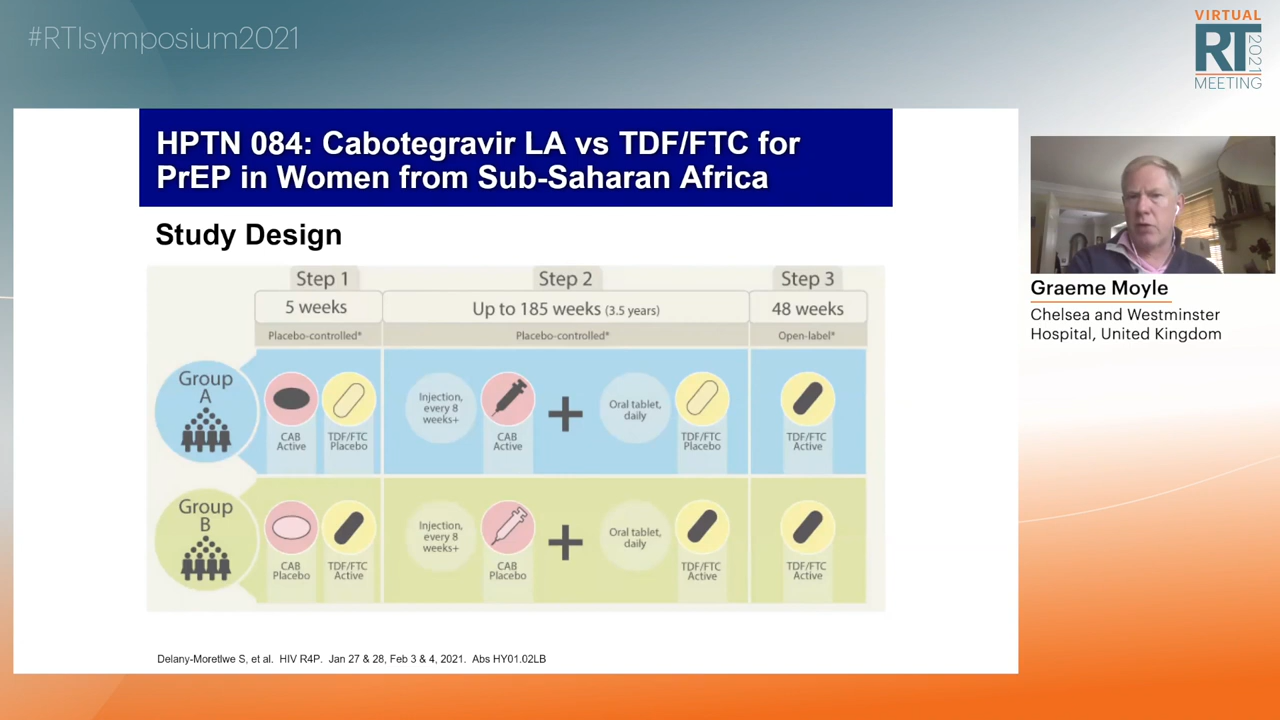 #RTIsymposium2021
VIRTUAL
RT
2021
MEETING
HPTN 084: Cabotegravir LA vs TDF/FTC for
PrEP in Women from Sub-Saharan Africa
Study Design
Step 1
Step 2
Step 3
5 weeks
Up to 185 weeks (3.5 years)
48 weeks
Placebo-controlled*
Placebo-controlled*
Open-label*
Group
A
Injection,
every 8
weeks+
Oral tablet,
daily
CAB
Active
TDF/FTC
Placebo
CAB
Active
TDF/FTC
Placebo
TDF/FTC
Active
Group
B
Injection,
every 8
weeks+
Oral tablet,
daily
CAB
Placebo
TDF/FTC
Active
CAB
Placebo
TDF/FTC
Active
TDF/FTC
Active
Delany-Moretlwe S, et al. HIV R4P. Jan 27 & 28, Feb 3 & 4, 2021. Abs HY01.02LB
Graeme Moyle
Chelsea and Westminster
Hospital, United Kingdom